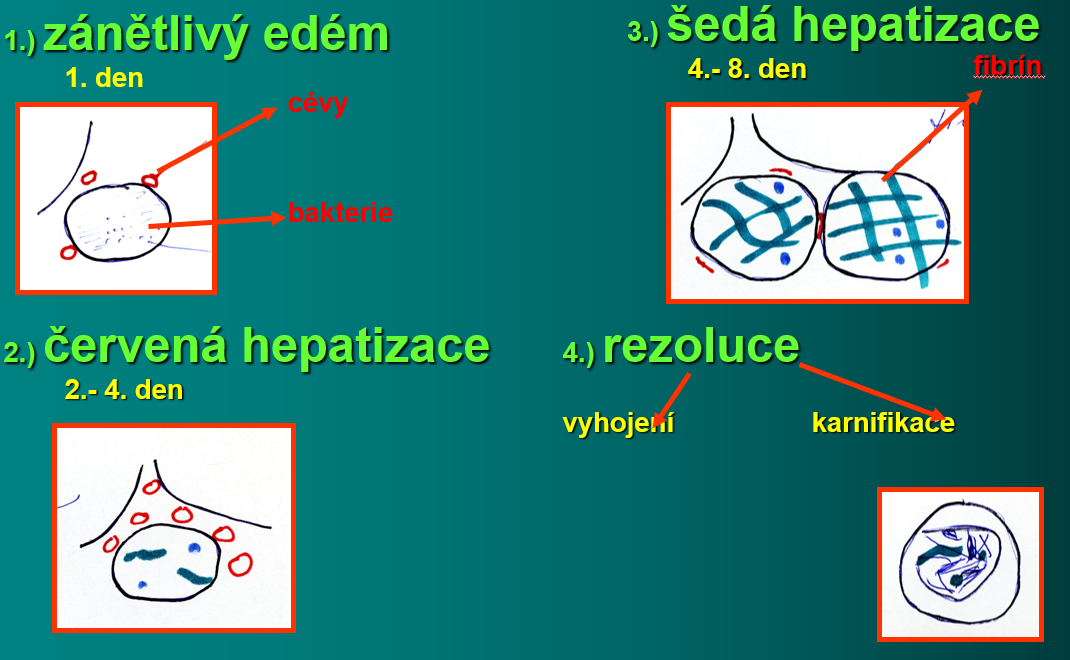 1.) zánětlivý edém
1. den
cévy
bakterie
2.) červená hepatizace
2.- 4. den
3.) šedá hepatizace
4.- 8. den
fibrín
4.) rezoluce
vyhojení
karnifikace